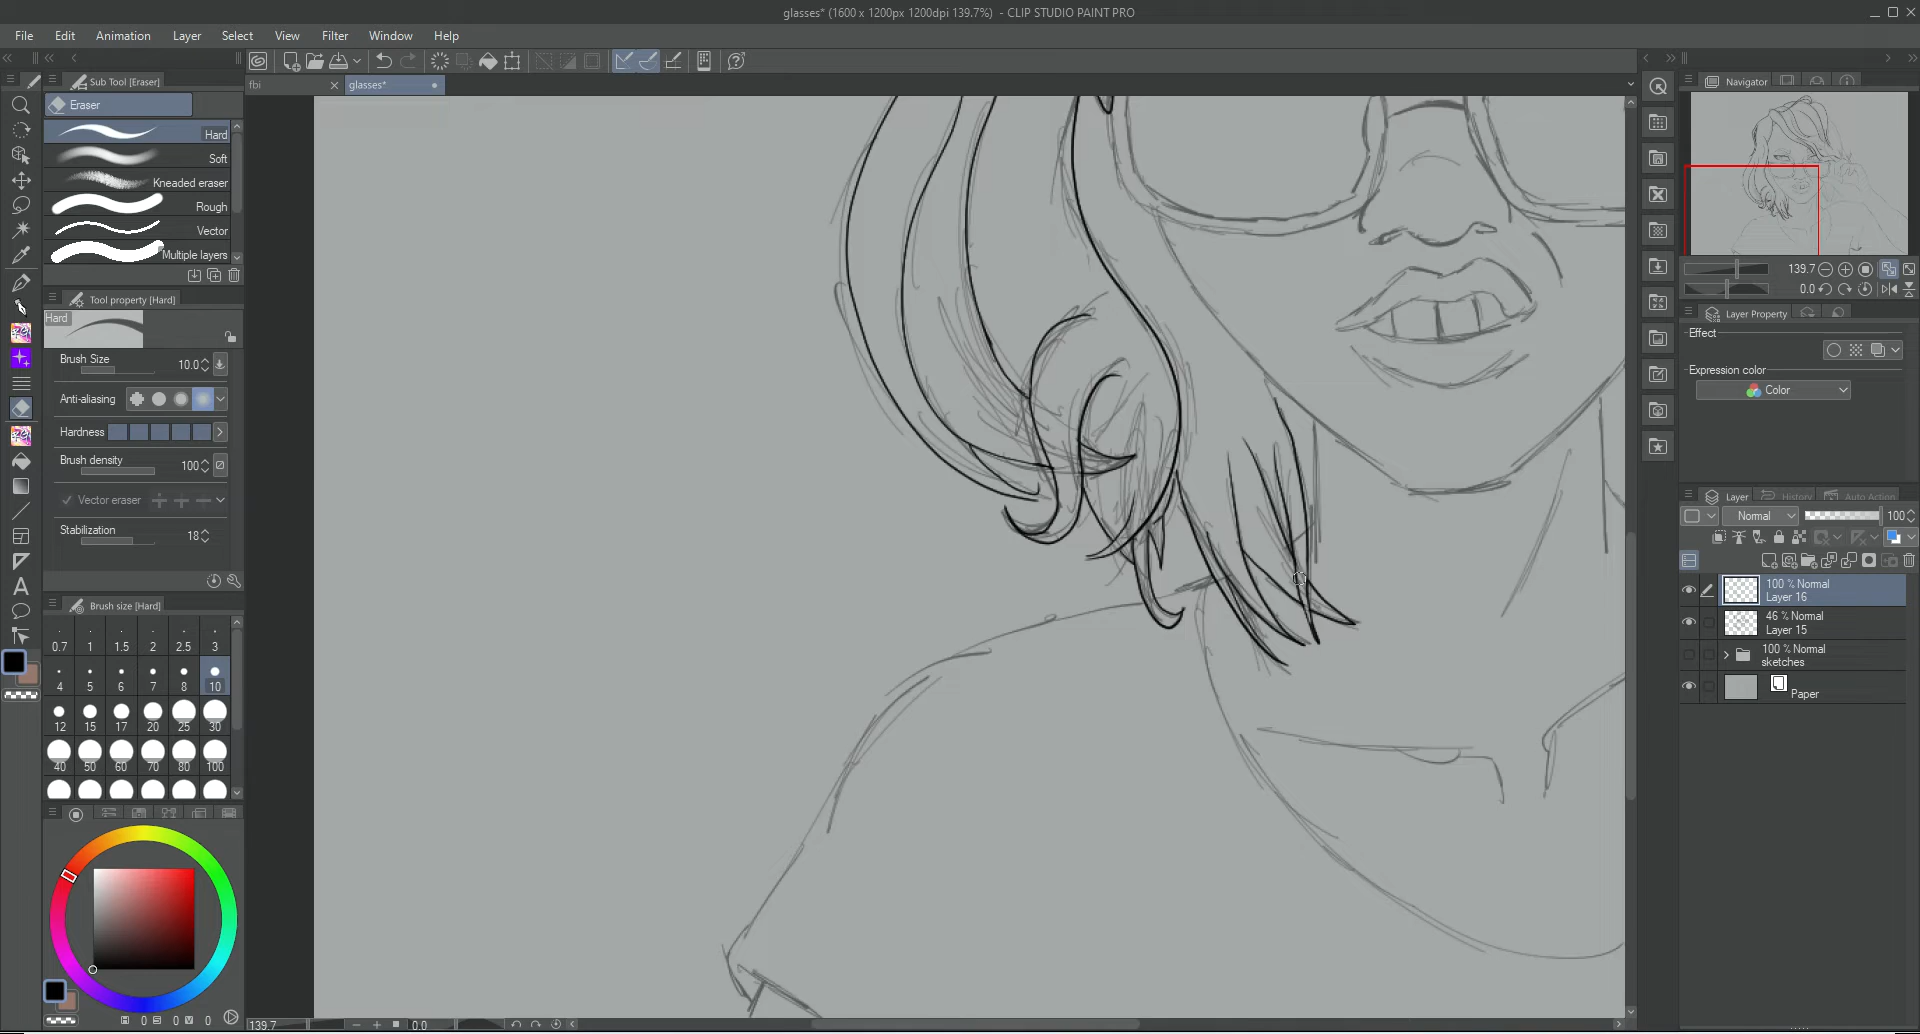 glasses* (1600 x 1200px 1200dpi 139.7%) - CLIP STUDIO PAINT PRO
File Edit Animation Layer Select View Filter Window Help
Sub Tool [Eraser]
fbi
glasses*
Eraser
Hard
Soft
Kneaded eraser
Rough
Vector
Multiple layers
Tool property [Hard]
Hard
Brush Size 10.0
Anti-aliasing
Hardness
Brush density 100
Vector eraser
Stabilization 18
Brush size [Hard]
0.7 1 1.5 2 2.5 3
4 5 6 7 8 10
12 15 17 20 25 30
40 50 60 70 80 100
H 0 S 0 V 0
139.7 0.0
Navigator
139.7
0.0
Layer Property
Effect
Expression color
Color
Layer History Auto Action
Normal 100
100 % Normal
Layer 16
46 % Normal
Layer 15
100 % Normal
sketches
Paper